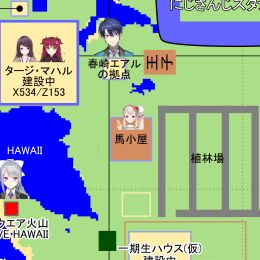 にじさんじスタ
春崎エアル
の拠点
王子
タージ・マハル
建設中
X534/Z153
馬小屋
植林場
HAWAII
ウエア火山
VE HAWAII
一期生ハウス(仮)
建設中